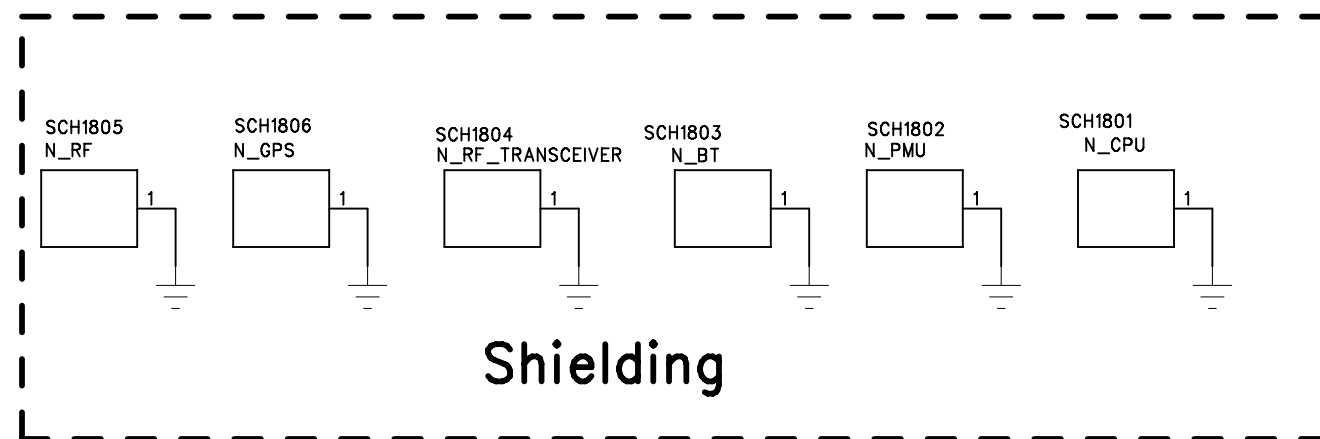 SCH1805
N_RF
1
SCH1806
N_GPS
1
SCH1804
N_RF_TRANSCEIVER
1
SCH1803
N_BT
1
SCH1802
N_PMU
1
SCH1801
N_CPU
1
Shielding